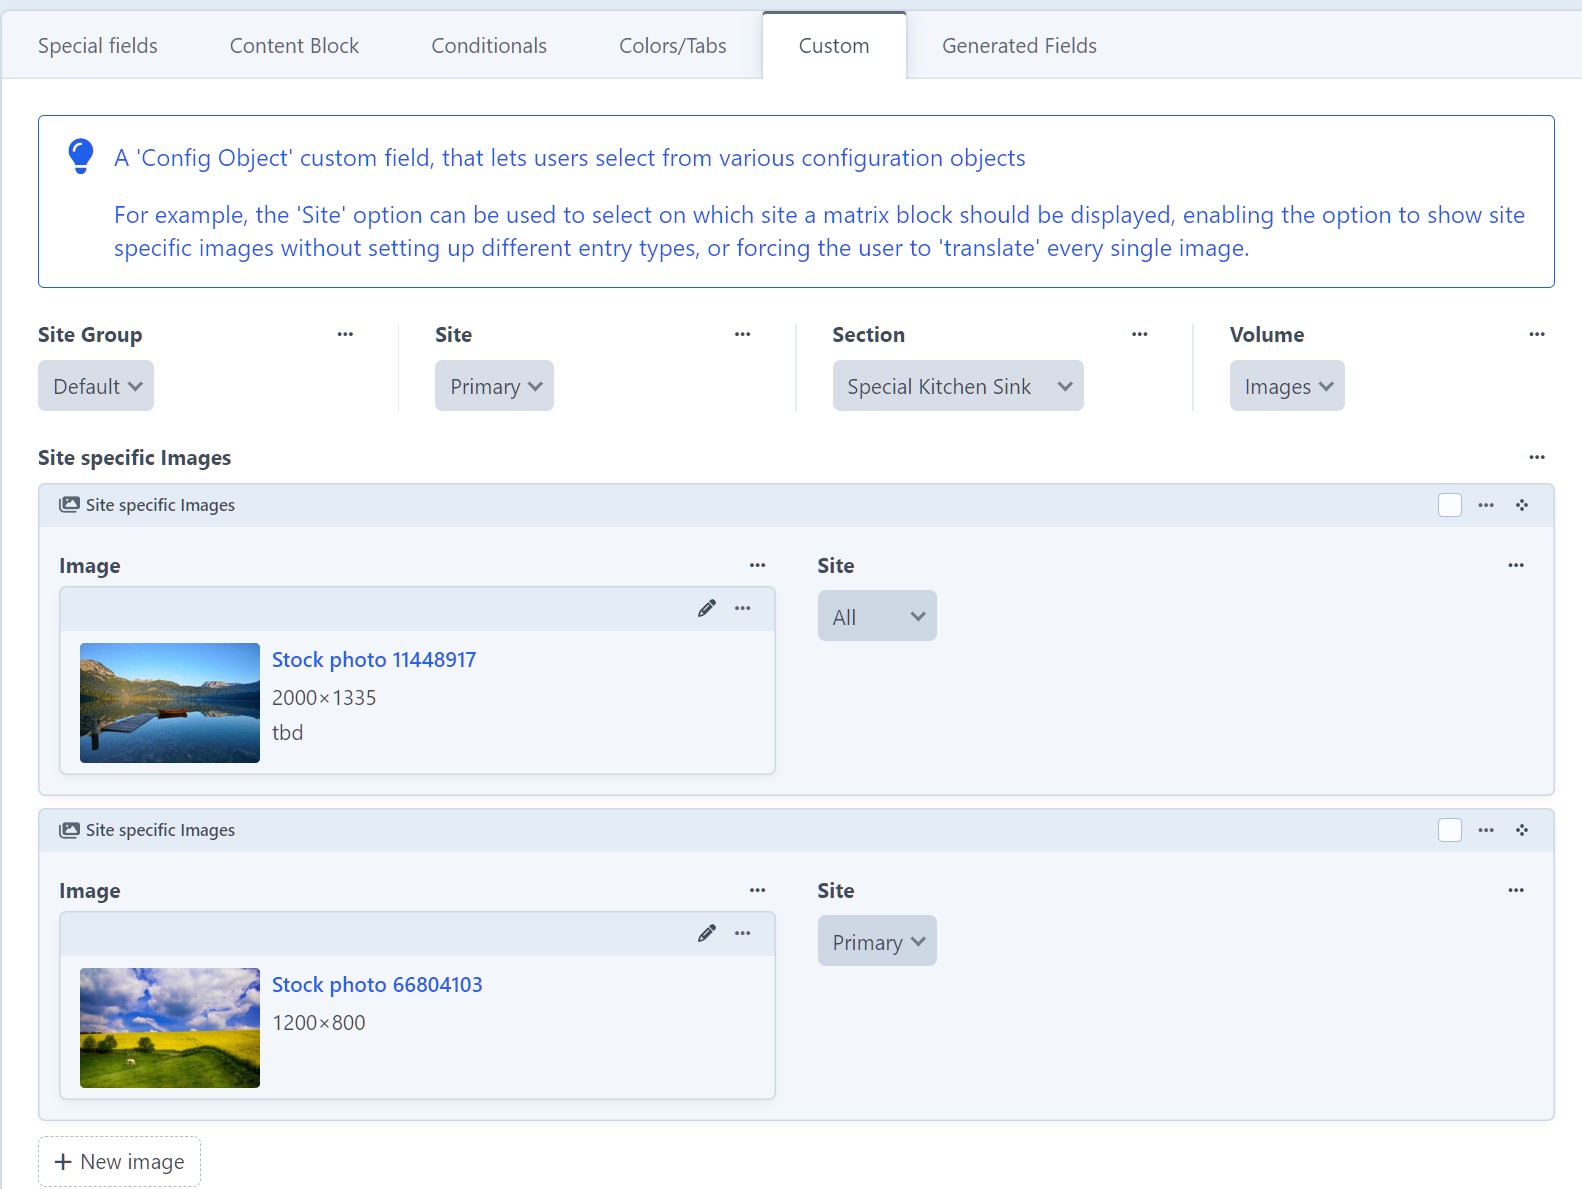 Special fields
Content Block
Conditionals
Colors/Tabs
Custom
Generated Fields
A 'Config Object' custom field, that lets users select from various configuration objects
For example, the 'Site' option can be used to select on which site a matrix block should be displayed, enabling the option to show site
specific images without setting up different entry types, or forcing the user to 'translate' every single image.
Site Group
Default
Site
Primary
Section
Special Kitchen Sink
Volume
Images
Site specific Images
Site specific Images
Image
Stock photo 11448917
2000×1335
tbd
Site
All
Site specific Images
Image
Stock photo 66804103
1200×800
Site
Primary
+ New image